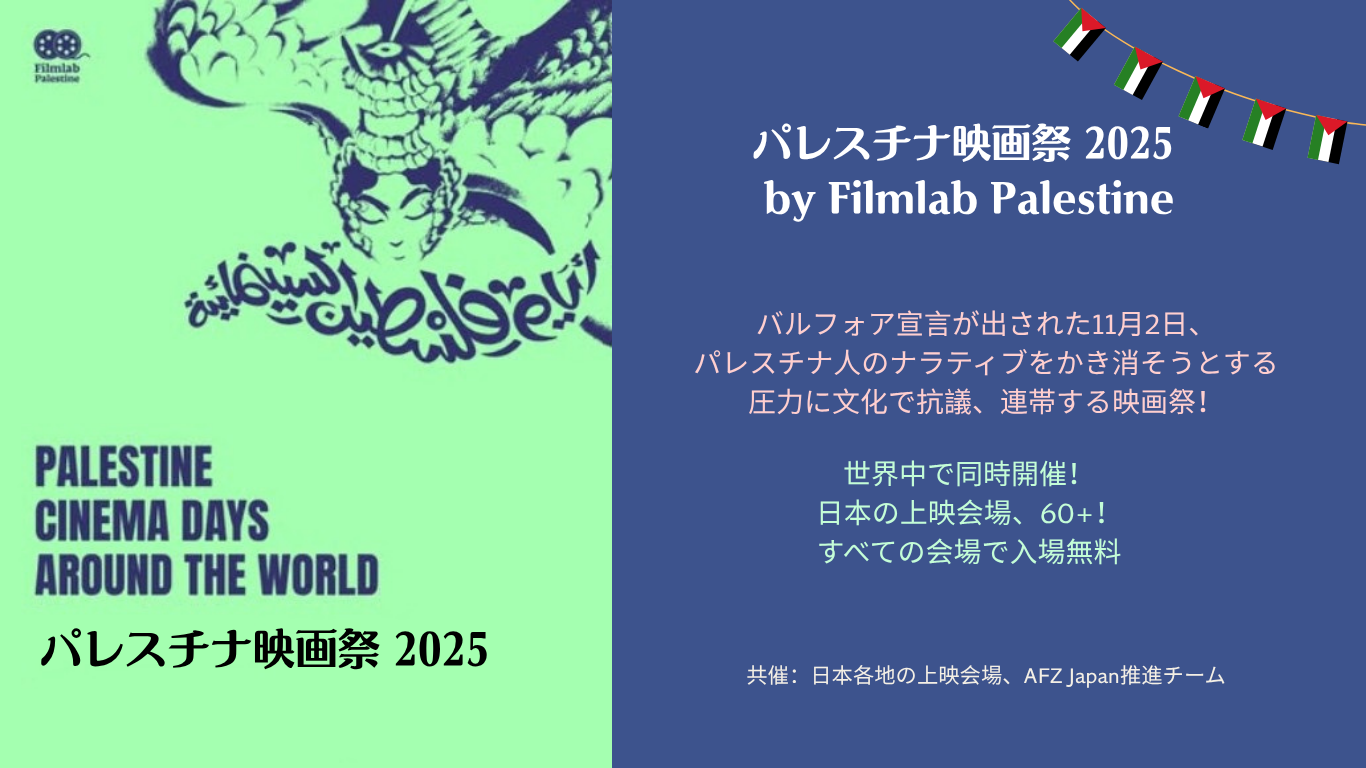 Filmlab
Palestine
أيام فلسطين السينمائية
PALESTINE
CINEMA DAYS
AROUND THE WORLD
パレスチナ映画祭 2025
パレスチナ映画祭 2025
by Filmlab Palestine
バルフォア宣言が出された11月2日、
パレスチナ人のナラティブをかき消そうとする
圧力に文化で抗議、連帯する映画祭！
世界中で同時開催！
日本の上映会場、60+！
すべての会場で入場無料
共催：日本各地の上映会場、AFZ Japan推進チーム